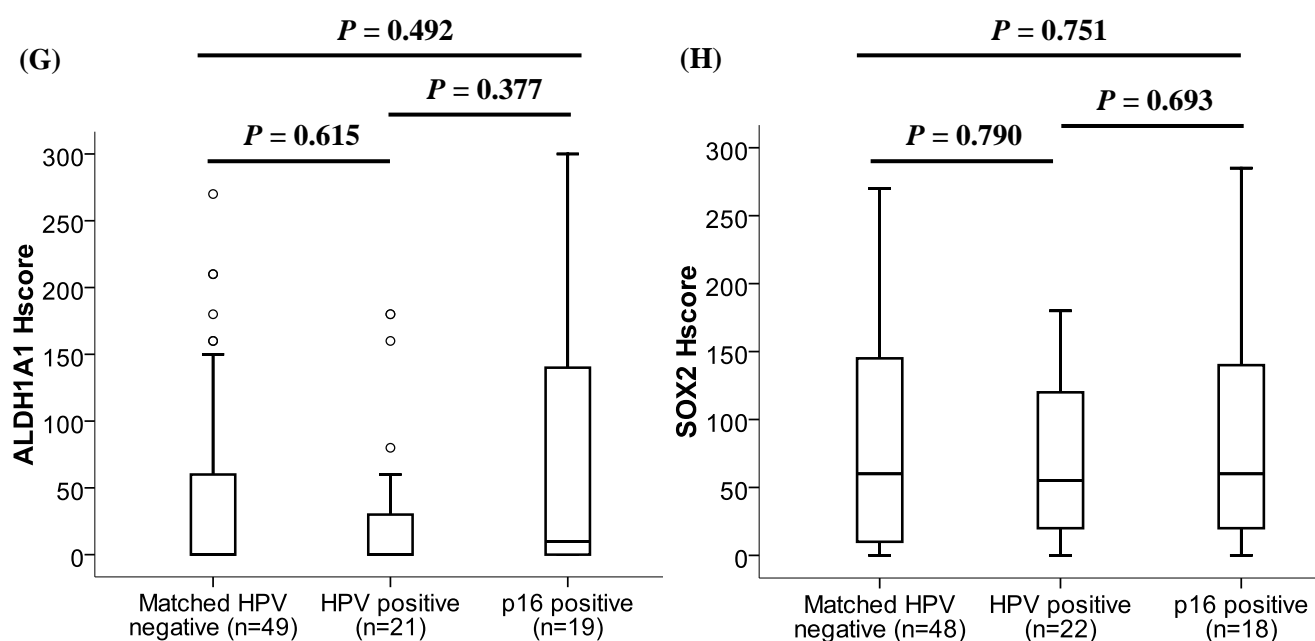 (G)
P = 0.492
P = 0.377
P = 0.615
ALDH1A1 Hscore
300
250
200
150
100
50
0
Matched HPV
negative (n=49)
HPV positive
(n=21)
p16 positive
(n=19)
(H)
P = 0.751
P = 0.693
P = 0.790
SOX2 Hscore
300
250
200
150
100
50
0
Matched HPV
negative (n=48)
HPV positive
(n=22)
p16 positive
(n=18)